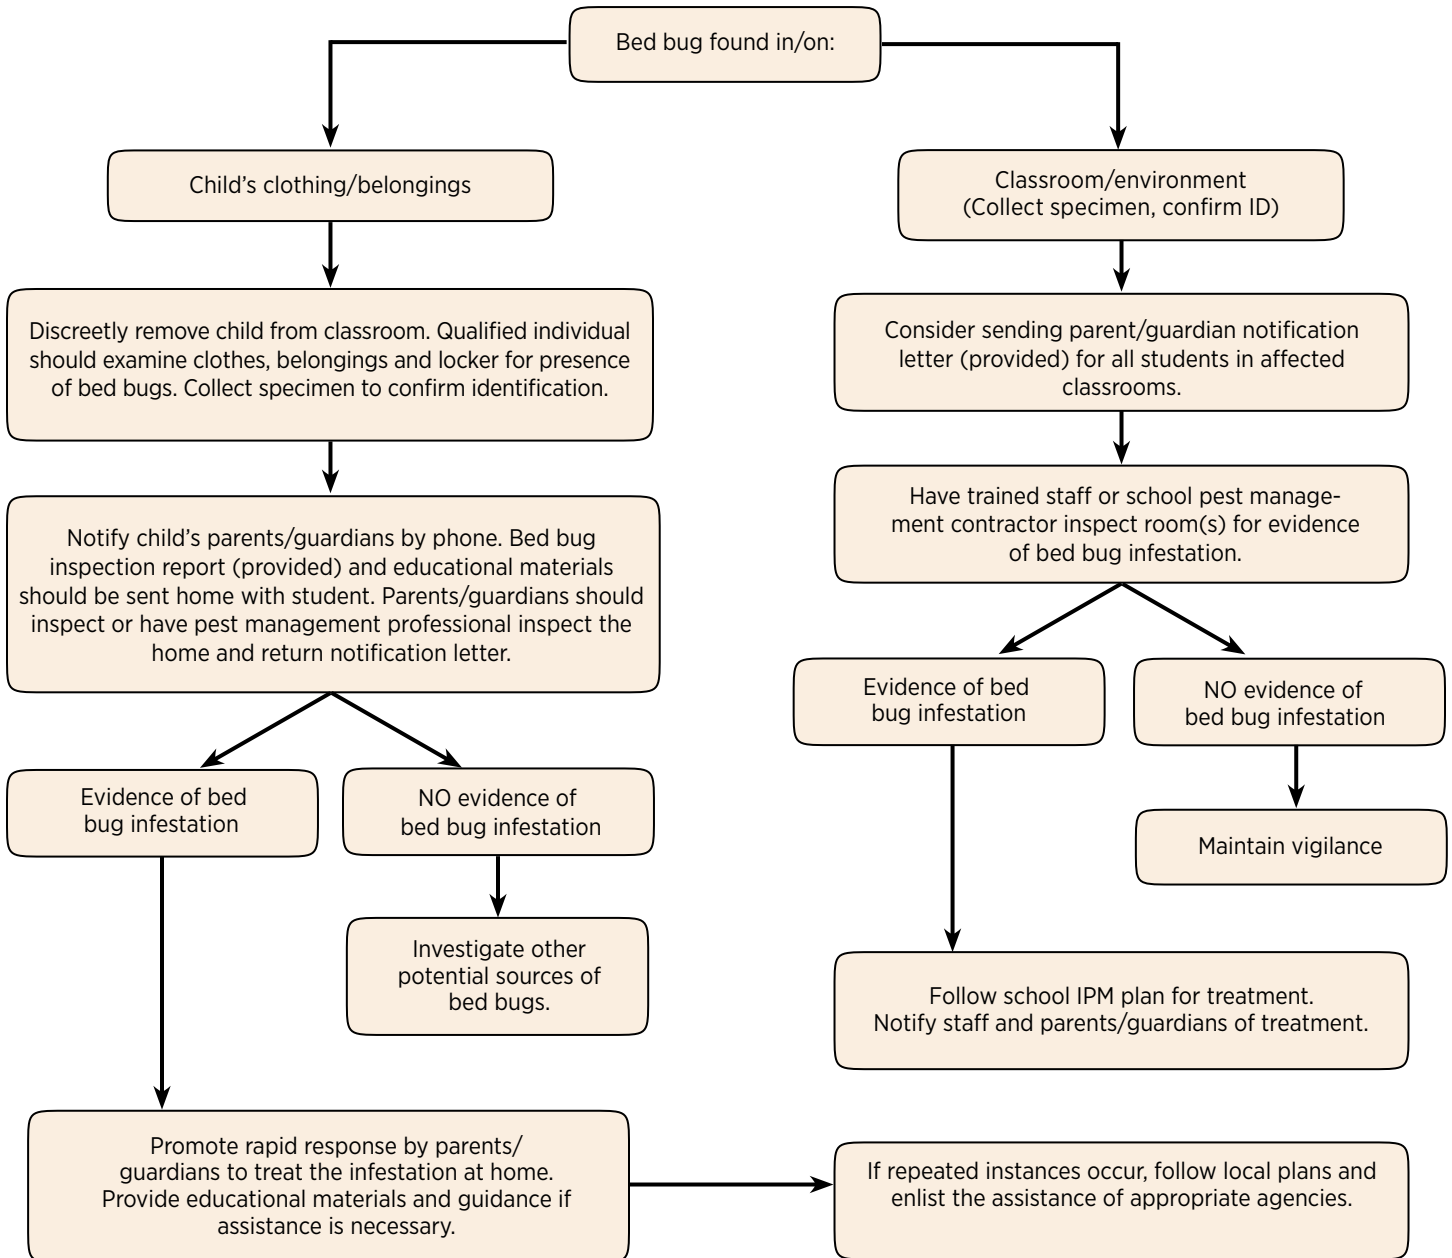 Bed bug found in/on:
Child’s clothing/belongings
Discreetly remove child from classroom. Qualified individual
should examine clothes, belongings and locker for presence
of bed bugs. Collect specimen to confirm identification.
Notify child’s parents/guardians by phone. Bed bug
inspection report (provided) and educational materials
should be sent home with student. Parents/guardians should
inspect or have pest management professional inspect the
home and return notification letter.
Evidence of bed
bug infestation
NO evidence of
bed bug infestation
Investigate other
potential sources of
bed bugs.
Promote rapid response by parents/
guardians to treat the infestation at home.
Provide educational materials and guidance if
assistance is necessary.
If repeated instances occur, follow local plans and
enlist the assistance of appropriate agencies.
Classroom/environment
(Collect specimen, confirm ID)
Consider sending parent/guardian notification
letter (provided) for all students in affected
classrooms.
Have trained staff or school pest manage-
ment contractor inspect room(s) for evidence
of bed bug infestation.
Evidence of bed
bug infestation
NO evidence of
bed bug infestation
Maintain vigilance
Follow school IPM plan for treatment.
Notify staff and parents/guardians of treatment.